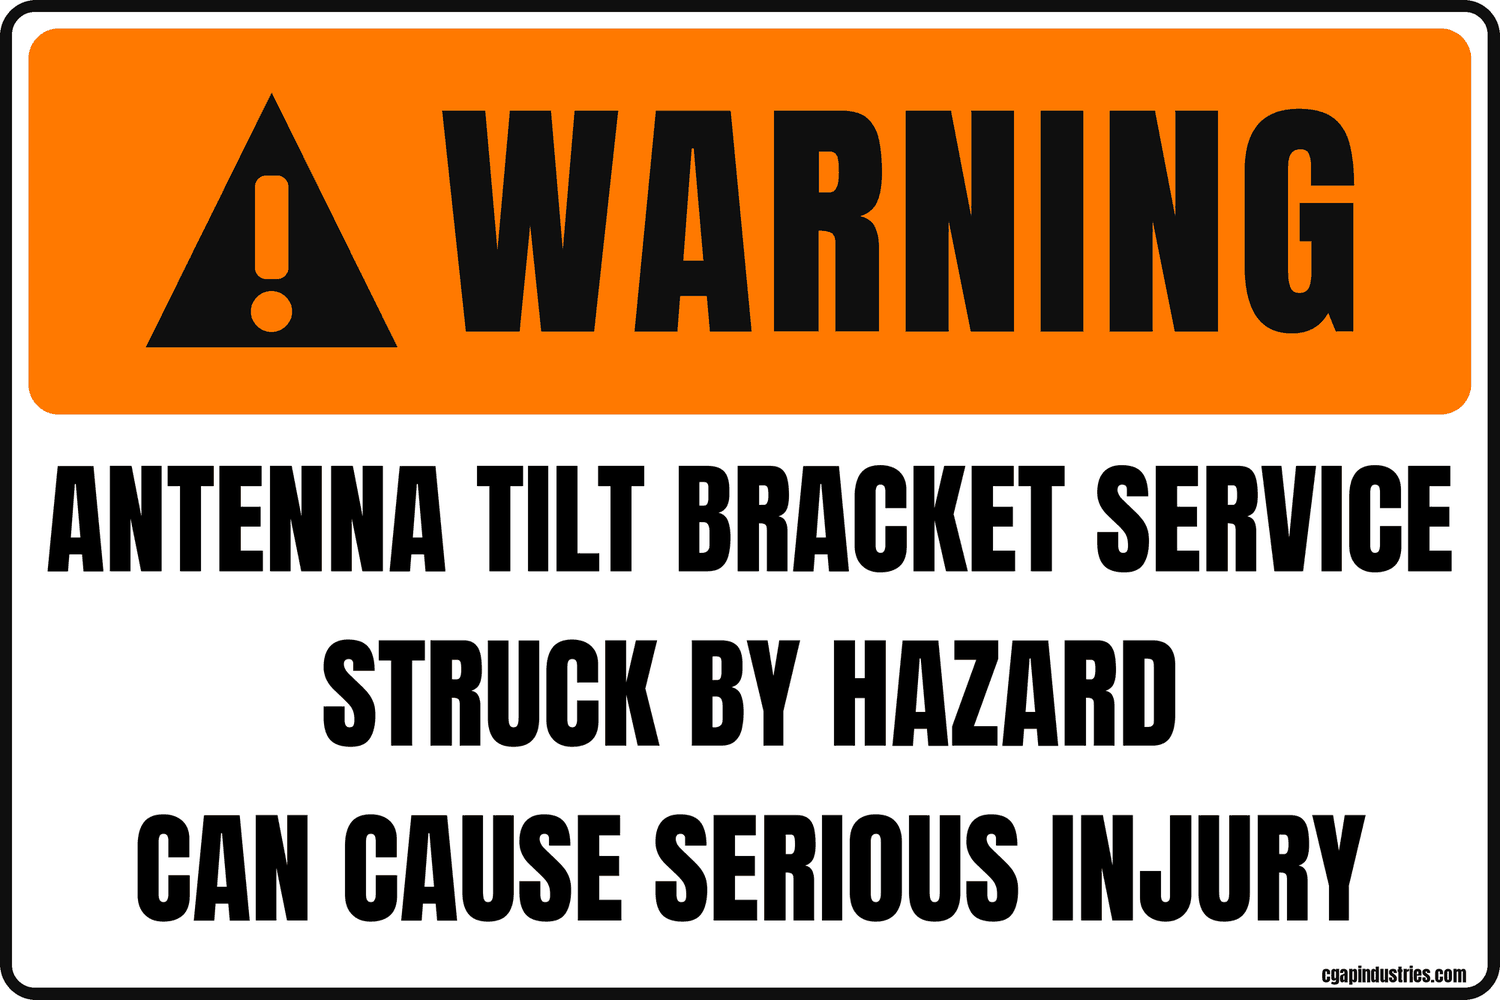 WARNING
ANTENNA TILT BRACKET SERVICE
STRUCK BY HAZARD
CAN CAUSE SERIOUS INJURY
cgapindustries.com